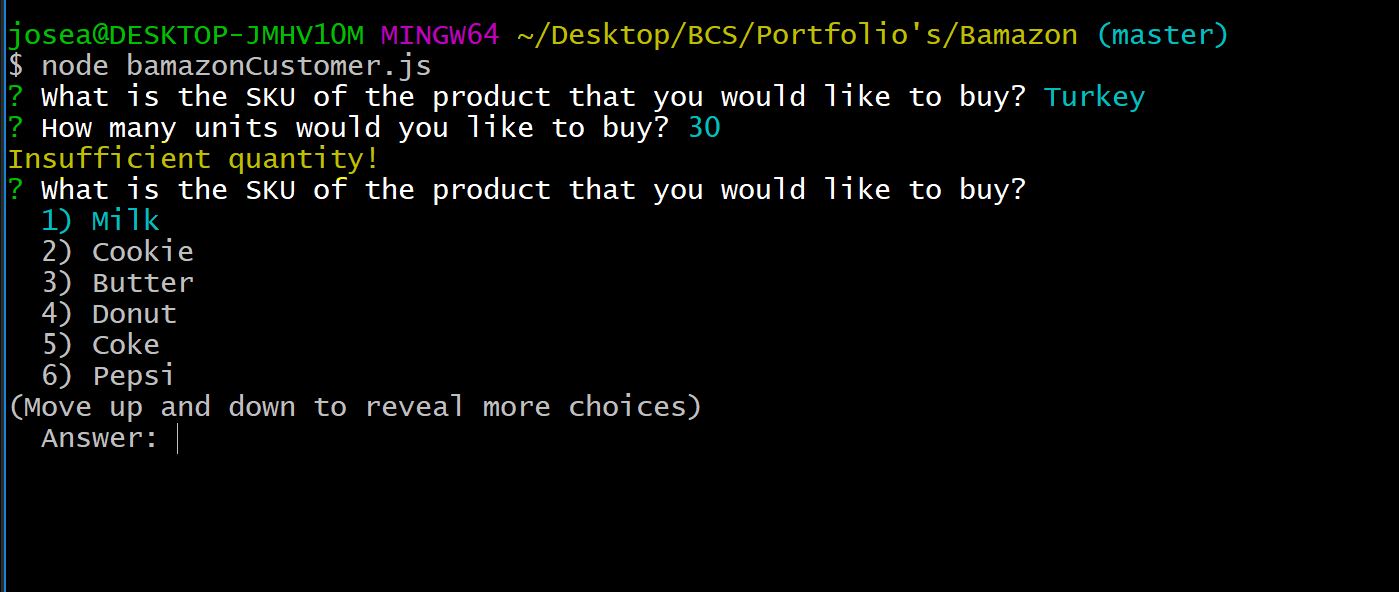 josea@DESKTOP-JMHV1OM MINGW64 ~/Desktop/BCS/Portfolio's/Bamazon (master)
$ node bamazonCustomer.js
? What is the SKU of the product that you would like to buy? Turkey
? How many units would you like to buy? 30
Insufficient quantity!
? What is the SKU of the product that you would like to buy?
  1) Milk
  2) Cookie
  3) Butter
  4) Donut
  5) Coke
  6) Pepsi
(Move up and down to reveal more choices)
  Answer: